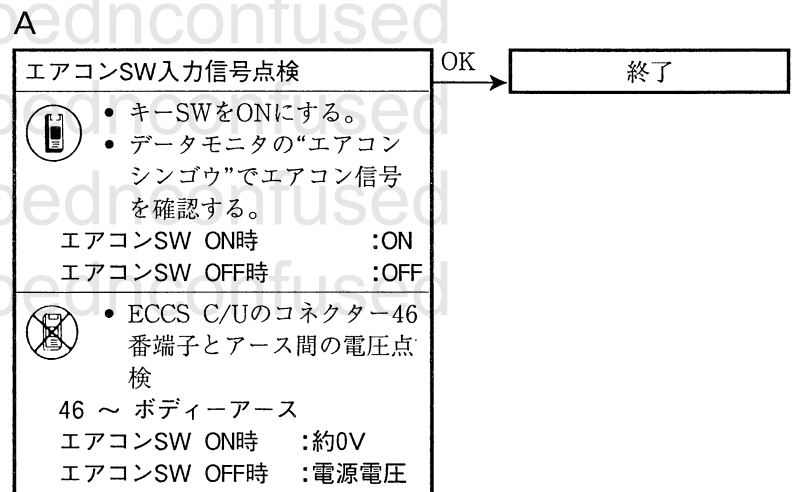 A
エアコンSW入力信号点検
OK
終了
• キーSWをONにする。
• データモニタの“エアコン
シンゴウ”でエアコン信号
を確認する。
エアコンSW ON時 :ON
エアコンSW OFF時 :OFF
• ECCS C/Uのコネクター46
番端子とアース間の電圧点
検
46 ～ ボディーアース
エアコンSW ON時 :約0V
エアコンSW OFF時 :電源電圧
pednconfused
pednconfused
pednconfused
pednconfused